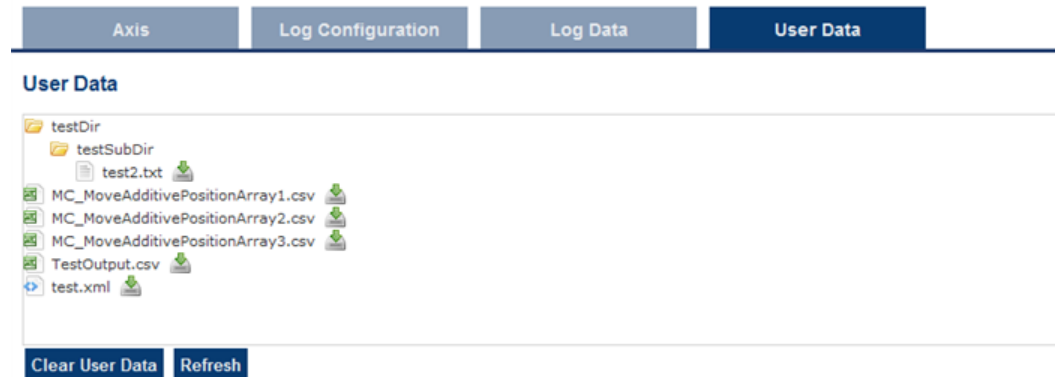 Axis Log Configuration Log Data User Data
User Data
testDir
testSubDir
test2.txt
MC_MoveAdditivePositionArray1.csv
MC_MoveAdditivePositionArray2.csv
MC_MoveAdditivePositionArray3.csv
TestOutput.csv
test.xml
Clear User Data Refresh